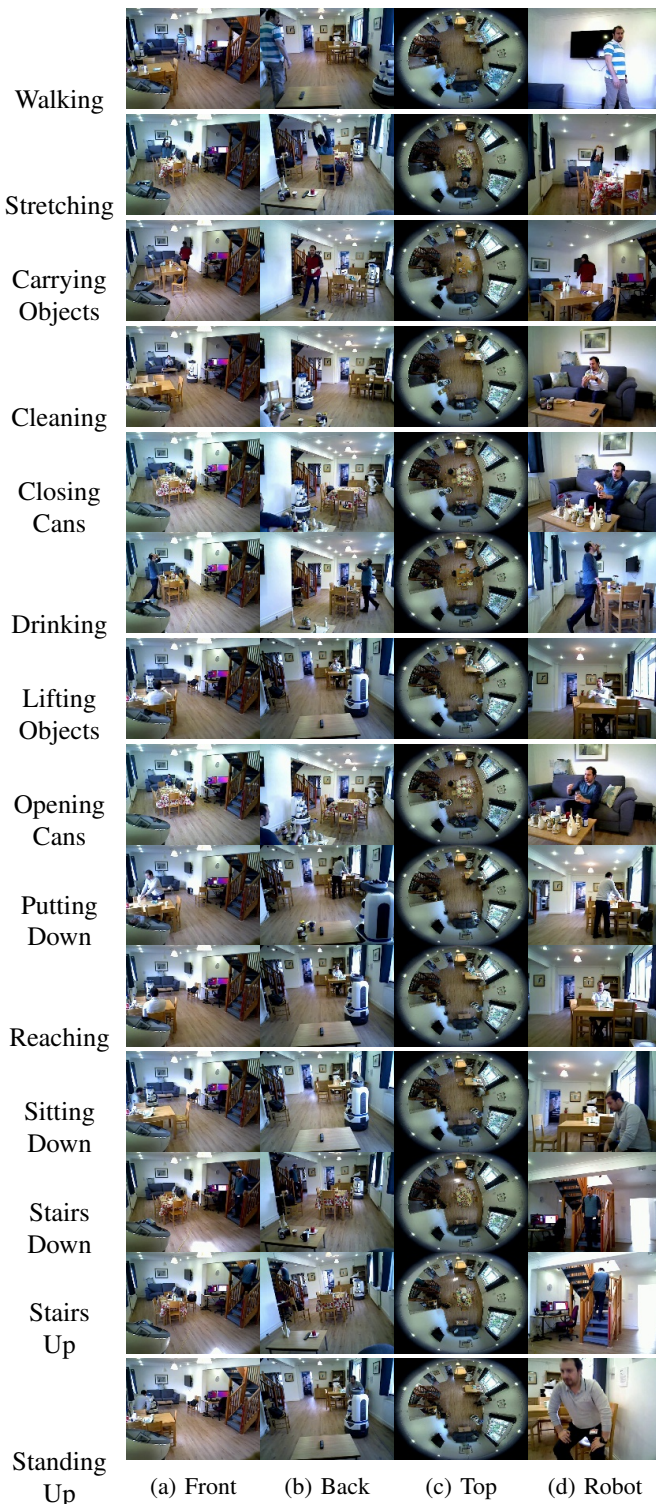 Walking
Stretching
Carrying
Objects
Cleaning
Closing
Cans
Drinking
Lifting
Objects
Opening
Cans
Putting
Down
Reaching
Sitting
Down
Stairs
Down
Stairs
Up
Standing
Up
(a) Front (b) Back (c) Top (d) Robot